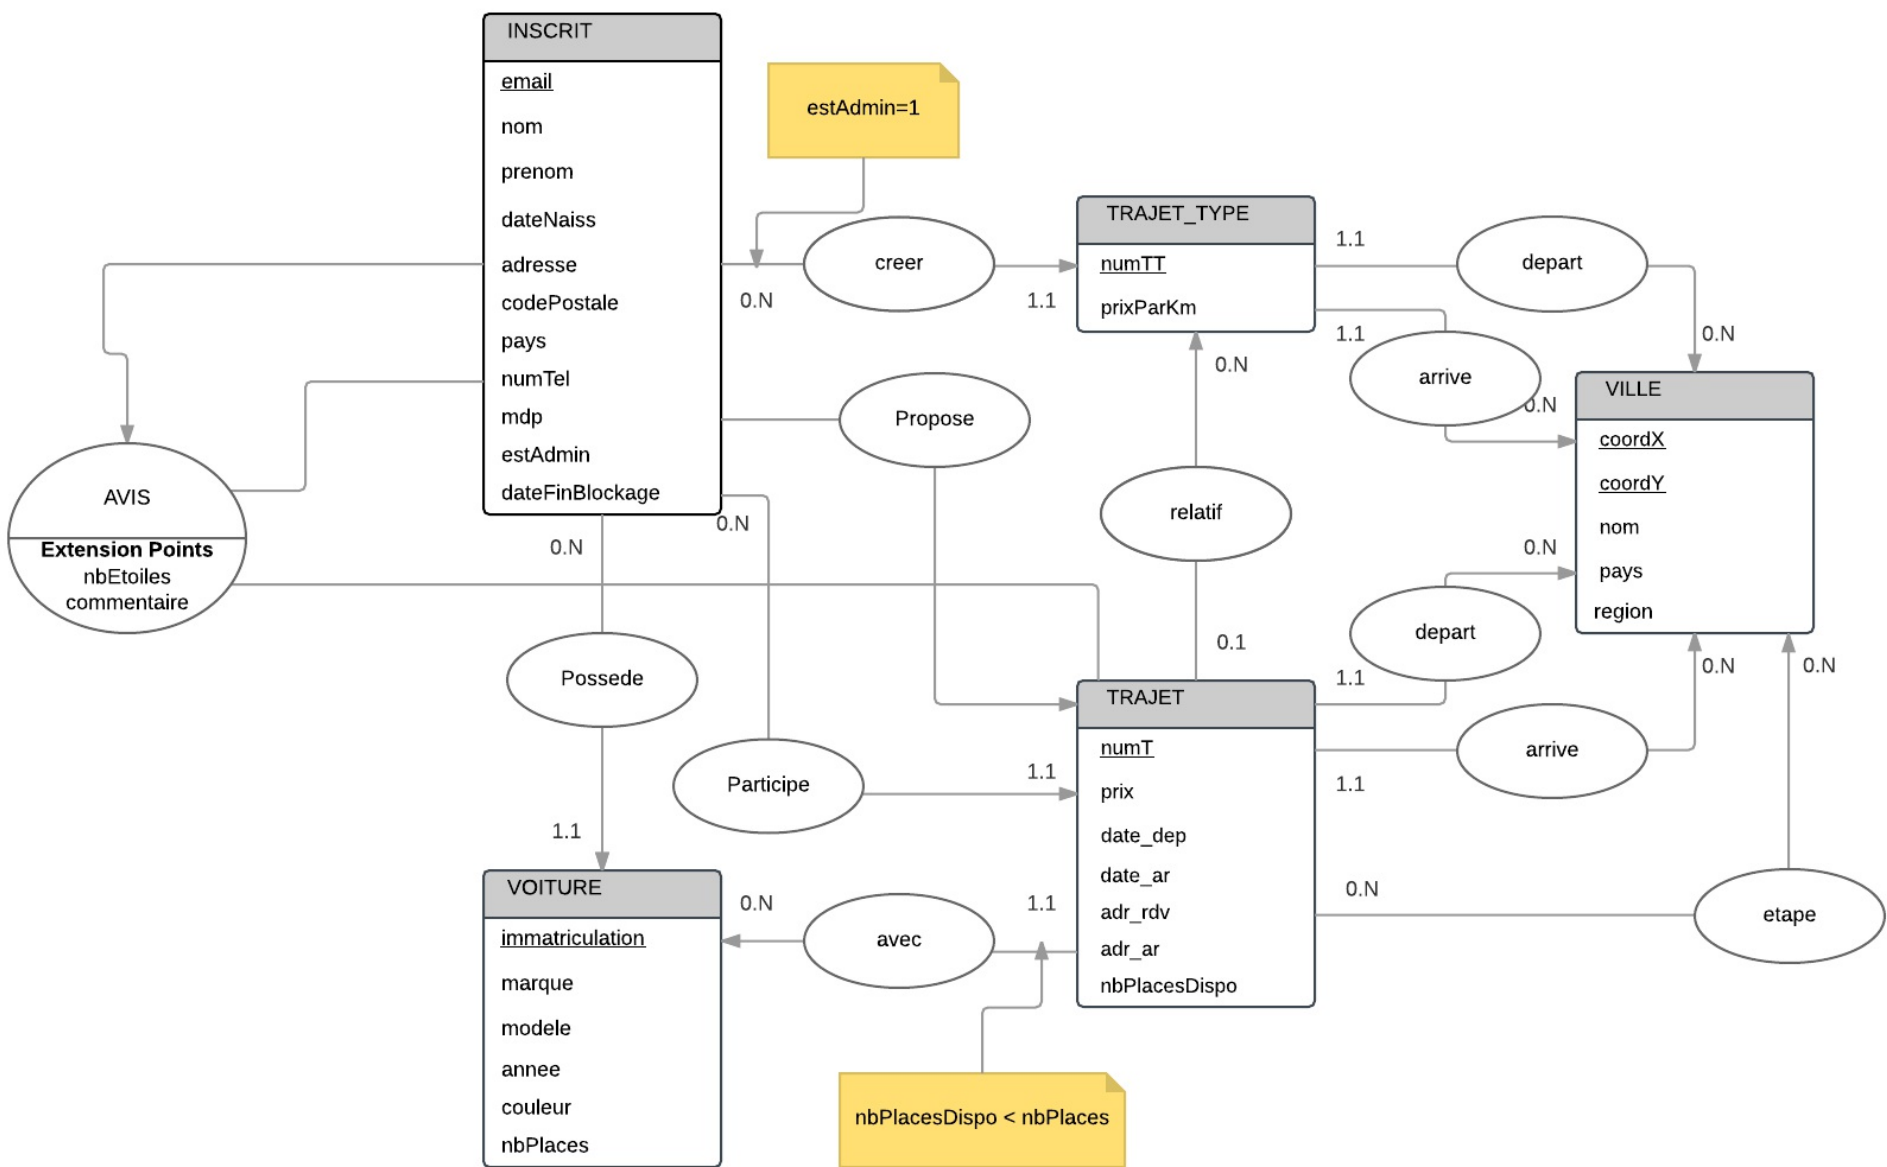 INSCRIT
email
nom
prenom
dateNaiss
adresse
codePostale
pays
numTel
mdp
estAdmin
dateFinBlockage
estAdmin=1
0.N
creer
1.1
TRAJET_TYPE
numTT
prixParKm
1.1
depart
0.N
1.1
arrive
0.N
VILLE
coordX
coordY
nom
pays
region
AVIS
Extension Points
nbEtoiles
commentaire
Propose
0.N
relatif
0.1
0.N
Possede
1.1
0.N
Participe
1.1
0.N
depart
1.1
TRAJET
numT
prix
date_dep
date_ar
adr_rdv
adr_ar
nbPlacesDispo
0.N
arrive
1.1
0.N
0.N
etape
VOITURE
immatriculation
marque
modele
annee
couleur
nbPlaces
0.N
avec
1.1
nbPlacesDispo < nbPlaces